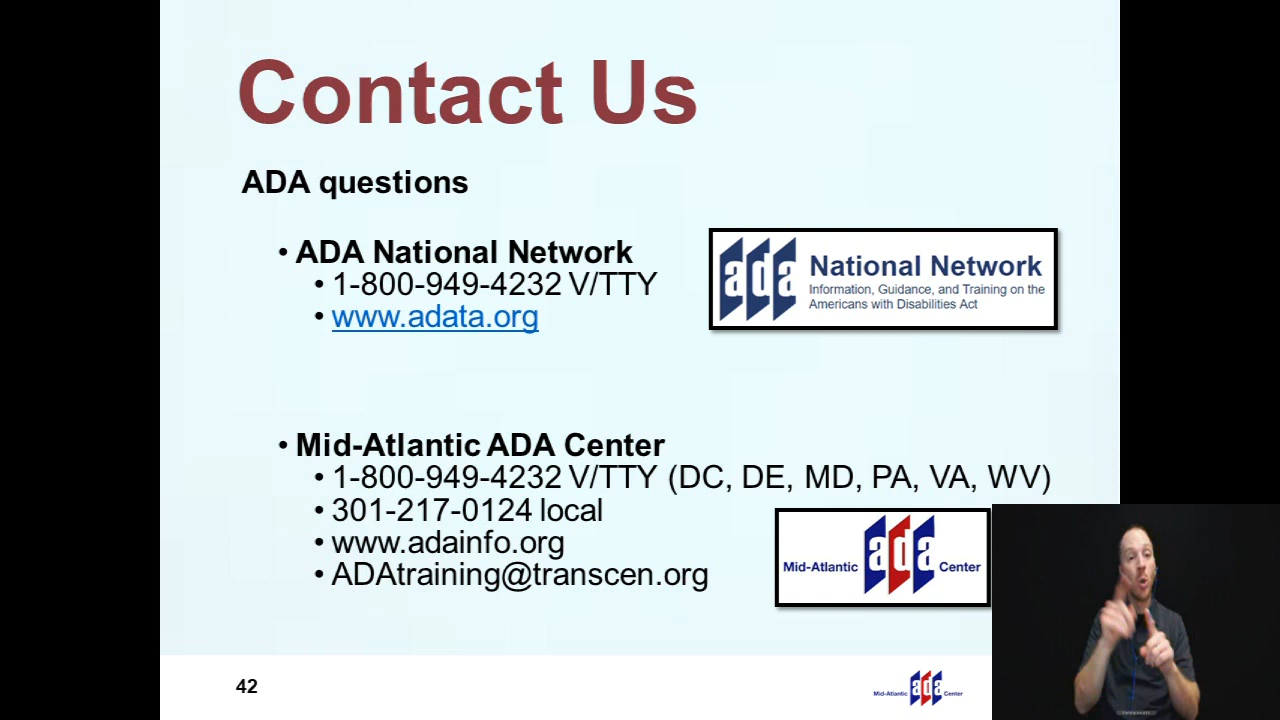 Contact Us
ADA questions
• ADA National Network
• 1-800-949-4232 V/TTY
• www.adata.org
ada National Network
Information, Guidance, and Training on the
Americans with Disabilities Act
• Mid-Atlantic ADA Center
• 1-800-949-4232 V/TTY (DC, DE, MD, PA, VA, WV)
• 301-217-0124 local
• www.adainfo.org
• ADAtraining@transcen.org
Mid-Atlantic ada Center
42
Mid-Atlantic ada Center